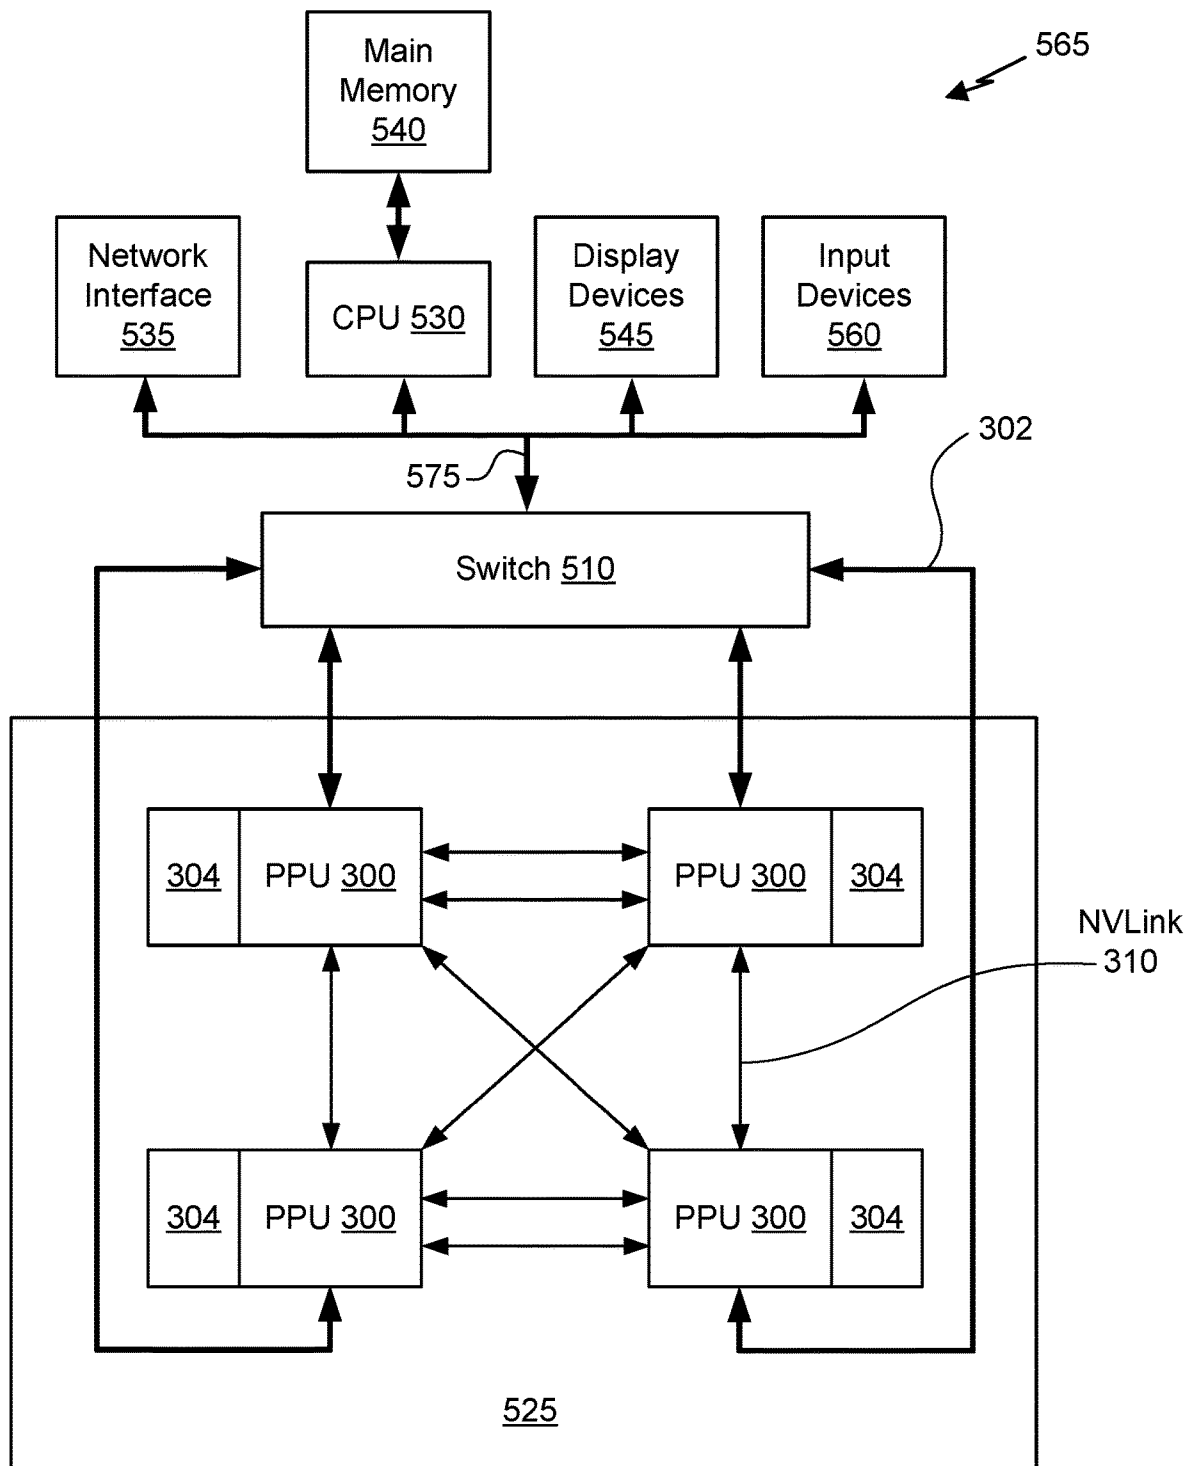 Main
Memory
540
565
Network
Interface
535
CPU 530
Display
Devices
545
Input
Devices
560
575
302
Switch 510
304
PPU 300
PPU 300
304
NVLink
310
304
PPU 300
PPU 300
304
525